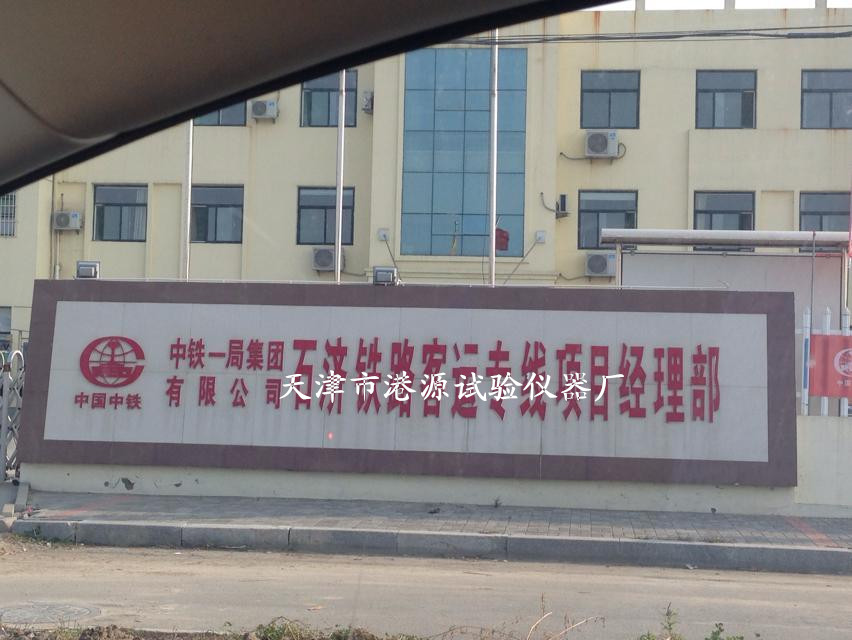 中铁一局集团
有限公司
石济铁路客运专线项目经理部
中国中铁
天津市港源试验仪器厂